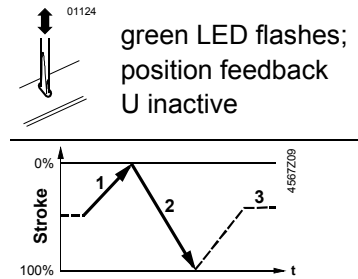 01124
green LED flashes;
position feedback
U inactive
0%
Stroke
100%
1
2
3
t
4567Z09